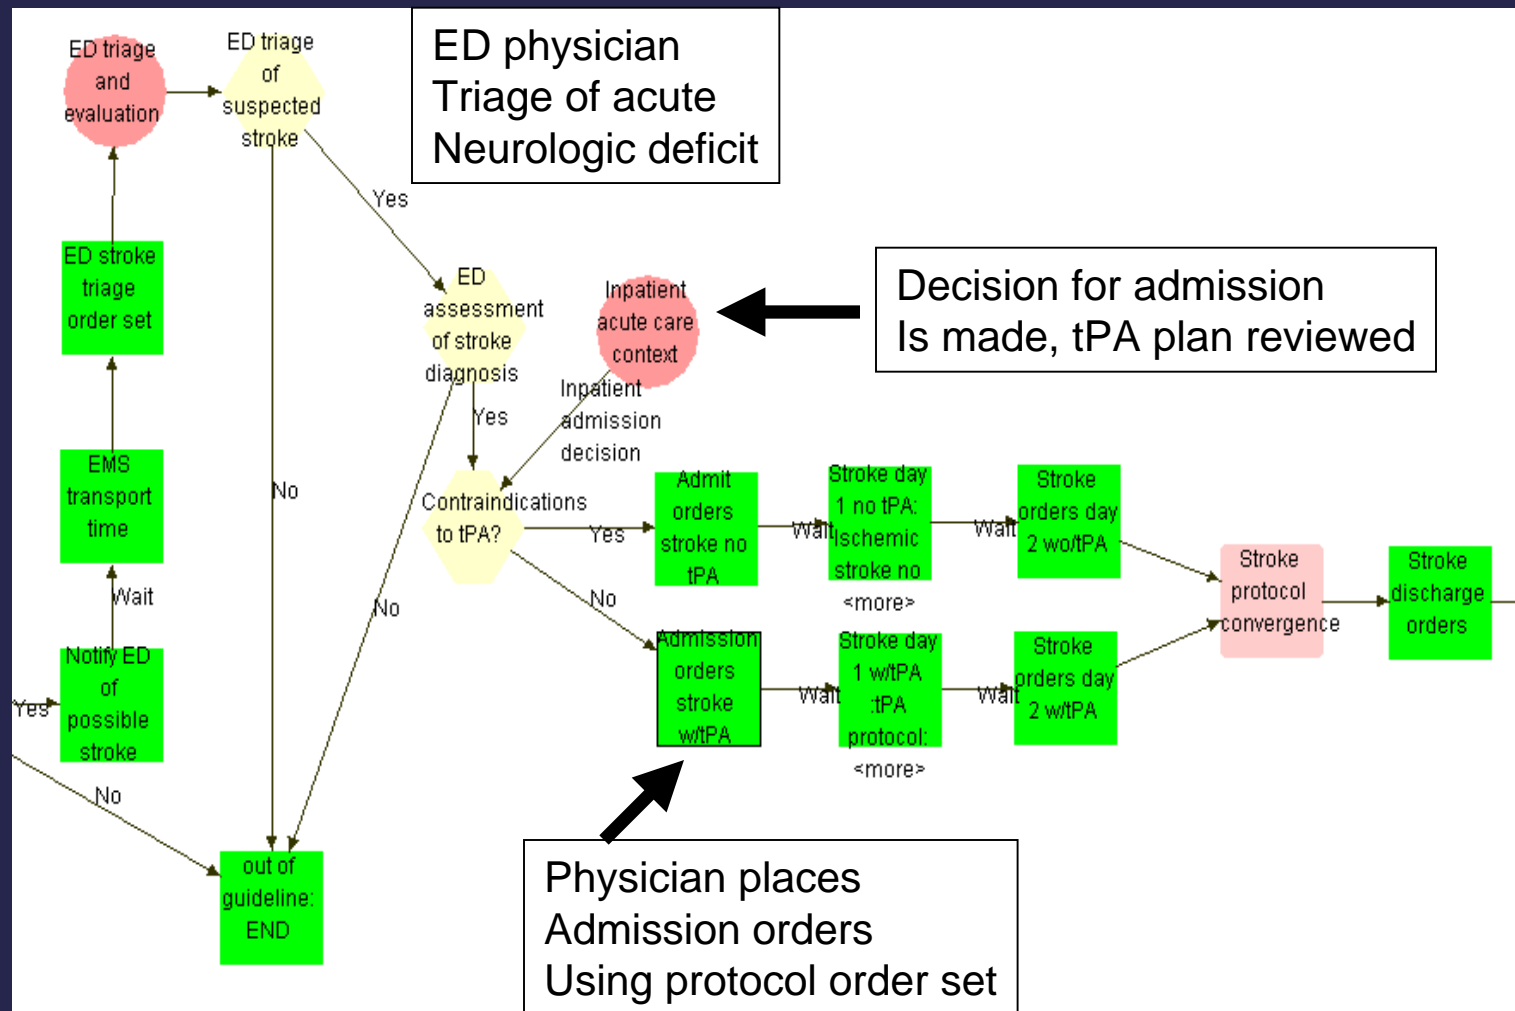 ED triage
and
evaluation
ED triage
of
suspected
stroke
ED physician
Triage of acute
Neurologic deficit
Yes
ED stroke
triage
order set
ED
assessment
of stroke
diagnosis
Inpatient
acute care
context
Decision for admission
Is made, tPA plan reviewed
Inpatient
admission
decision
Yes
EMS
transport
time
No
Contraindications
to tPA?
Yes
Admit
orders
stroke no
tPA
Wait
Stroke day
1 no tPA:
Ischemic
stroke no
<more>
Wait
Stroke
orders day
2 wo/tPA
Stroke
protocol
convergence
Stroke
discharge
orders
Wait
No
No
Yes
Notify ED
of
possible
stroke
Admission
orders
stroke
w/tPA
Wait
Stroke day
1 w/tPA
:tPA
protocol:
<more>
Wait
Stroke
orders day
2 w/tPA
No
out of
guideline:
END
Physician places
Admission orders
Using protocol order set